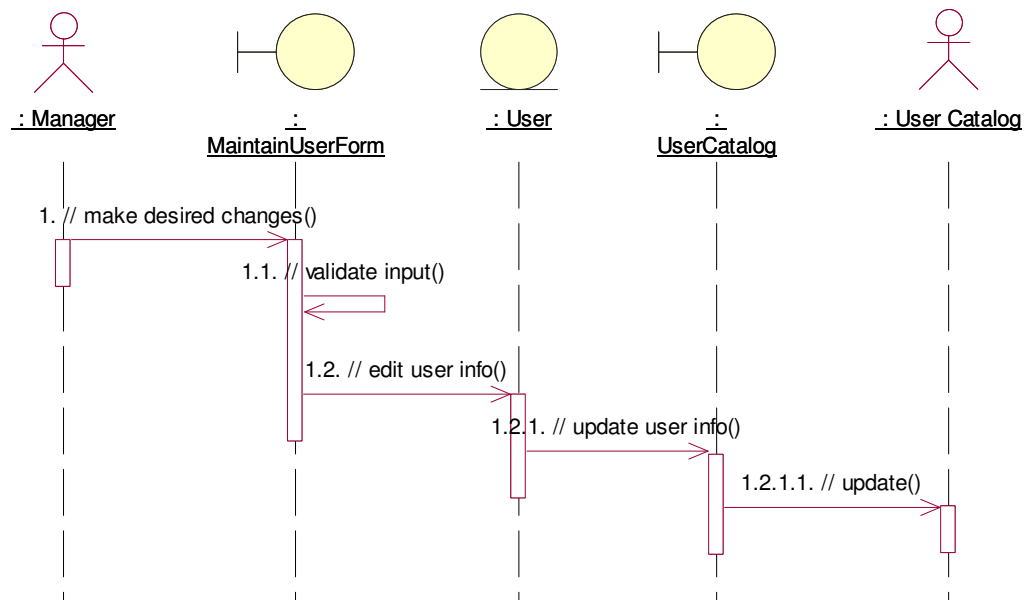 : Manager
:
MaintainUserForm
: User
:
UserCatalog
: User Catalog
1. // make desired changes()
1.1. // validate input()
1.2. // edit user info()
1.2.1. // update user info()
1.2.1.1. // update()